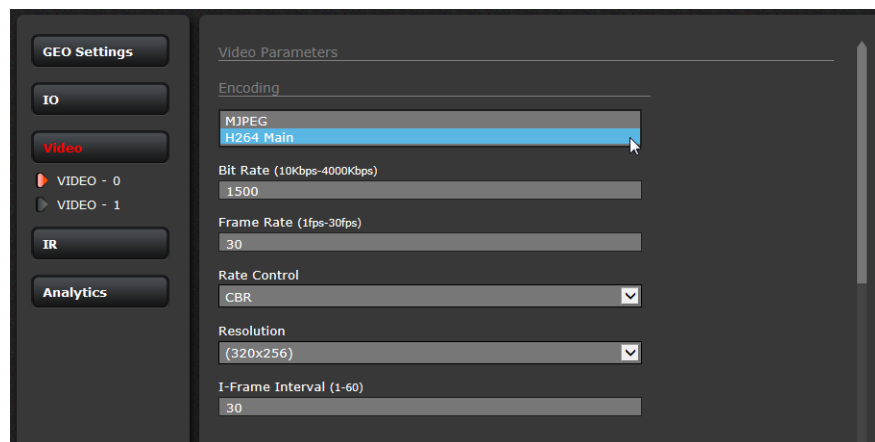 GEO Settings
IO
Video
VIDEO - 0
VIDEO - 1
IR
Analytics
Video Parameters
Encoding
MJPEG
H264 Main
Bit Rate (10Kbps-4000Kbps)
1500
Frame Rate (1fps-30fps)
30
Rate Control
CBR
Resolution
(320x256)
I-Frame Interval (1-60)
30